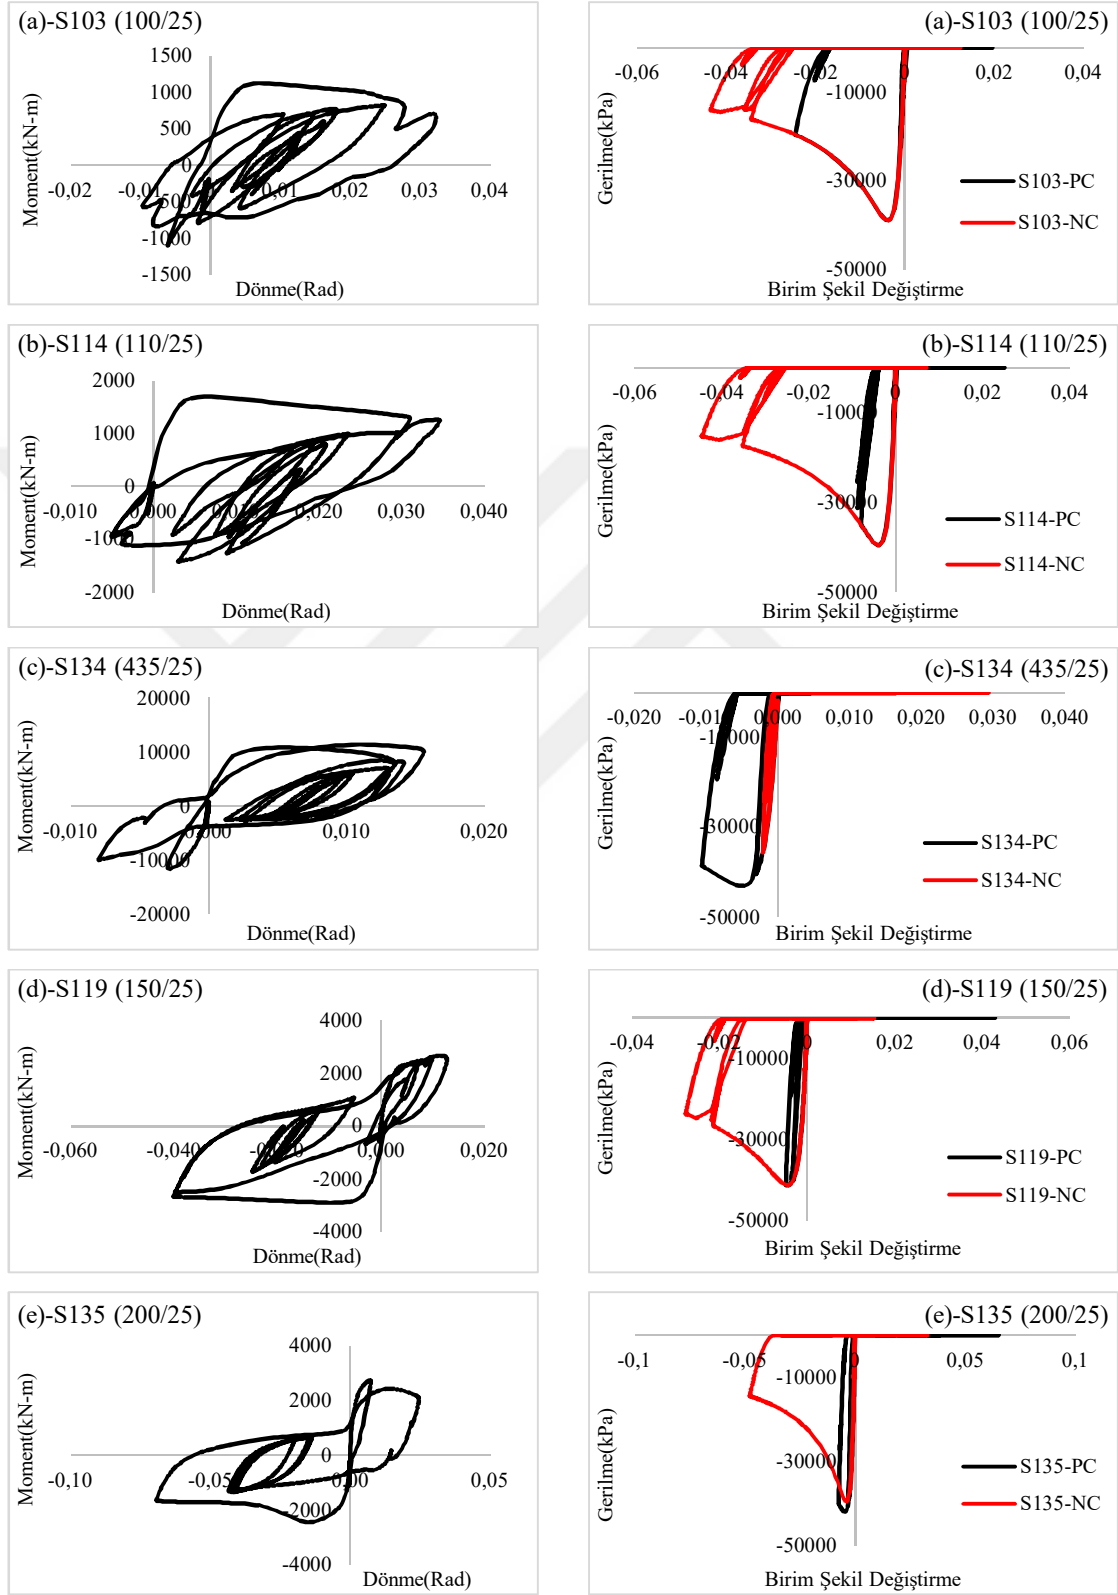 (a)-S103 (100/25)
1500
1000
500
0
-500
-1000
-1500
-0,02
-0,01
0
0,01
0,02
0,03
0,04
Moment(kN-m)
Dönme(Rad)
(a)-S103 (100/25)
-0,06
-0,04
-0,02
0
0,02
0,04
-10000
-30000
-50000
Gerilme(kPa)
S103-PC
S103-NC
Birim Şekil Değiştirme
(b)-S114 (110/25)
2000
1000
0
-1000
-2000
-0,010
0,000
0,010
0,020
0,030
0,040
Moment(kN-m)
Dönme(Rad)
(b)-S114 (110/25)
-0,06
-0,04
-0,02
0
0,02
0,04
-10000
-30000
-50000
Gerilme(kPa)
S114-PC
S114-NC
Birim Şekil Değiştirme
(c)-S134 (435/25)
20000
10000
0
-10000
-20000
-0,010
0,000
0,010
0,020
Moment(kN-m)
Dönme(Rad)
(c)-S134 (435/25)
-0,020
-0,010
0,000
0,010
0,020
0,030
0,040
-10000
-30000
-50000
Gerilme(kPa)
S134-PC
S134-NC
Birim Şekil Değiştirme
(d)-S119 (150/25)
4000
2000
0
-2000
-4000
-0,060
-0,040
-0,020
0,000
0,020
Moment(kN-m)
Dönme(Rad)
(d)-S119 (150/25)
-0,04
-0,02
0
0,02
0,04
0,06
-10000
-30000
-50000
Gerilme(kPa)
S119-PC
S119-NC
Birim Şekil Değiştirme
(e)-S135 (200/25)
4000
2000
0
-2000
-4000
-0,10
-0,05
0,00
0,05
Moment(kN-m)
Dönme(Rad)
(e)-S135 (200/25)
-0,1
-0,05
0
0,05
0,1
-10000
-30000
-50000
Gerilme(kPa)
S135-PC
S135-NC
Birim Şekil Değiştirme